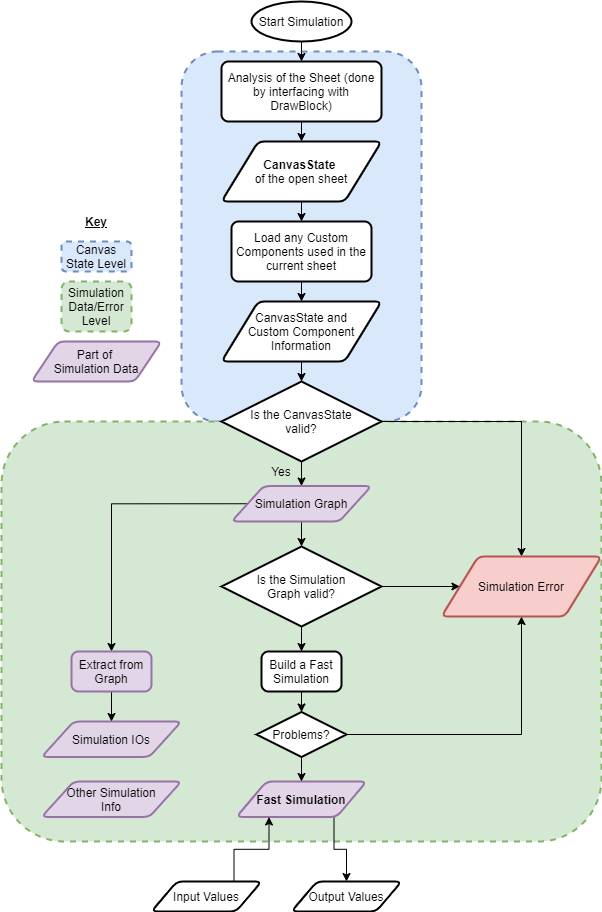 Start Simulation
Analysis of the Sheet (done
by interfacing with
DrawBlock)
CanvasState
of the open sheet
Key
Canvas
State Level
Simulation
Data/Error
Level
Part of
Simulation Data
Load any Custom
Components used in the
current sheet
CanvasState and
Custom Component
Information
Is the CanvasState
valid?
Yes
Simulation Graph
Is the Simulation
Graph valid?
Simulation Error
Extract from
Graph
Build a Fast
Simulation
Simulation IOs
Problems?
Other Simulation
Info
Fast Simulation
Input Values
Output Values